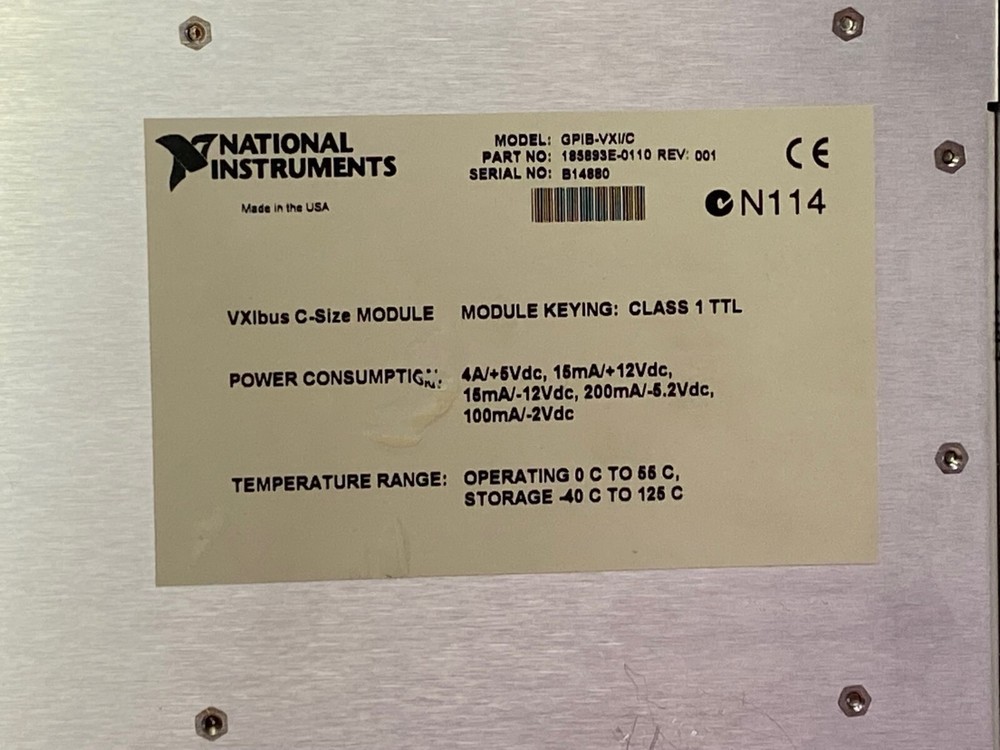 NATIONAL
INSTRUMENTS
Made in the USA
MODEL: GPIB-VXI/C
PART NO: 185893E-0110 REV: 001
SERIAL NO: B14880
CE
N114
VXIbus C-Size MODULE MODULE KEYING: CLASS 1 TTL
POWER CONSUMPTION: 4A/+5Vdc, 15mA/+12Vdc,
15mA/-12Vdc, 200mA/-5.2Vdc,
100mA/-2Vdc
TEMPERATURE RANGE: OPERATING 0 C TO 55 C,
STORAGE -40 C TO 125 C